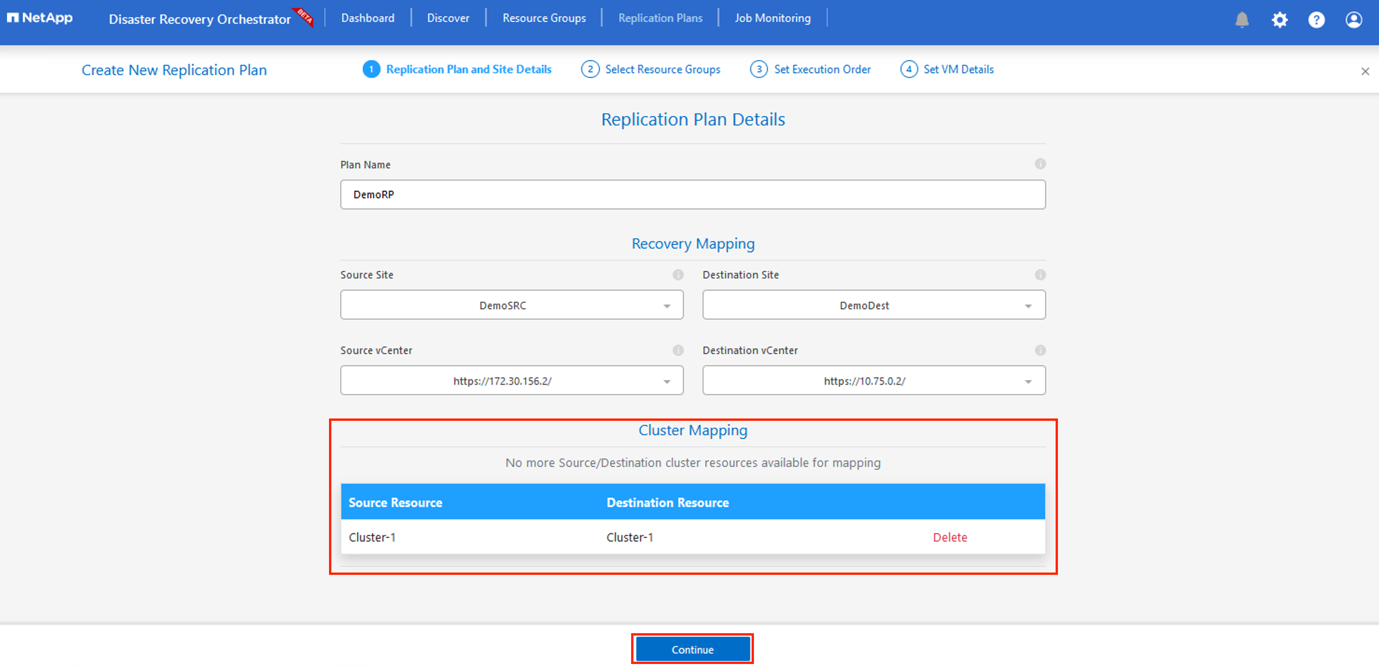 NetApp Disaster Recovery Orchestrator BETA Dashboard Discover Resource Groups Replication Plans Job Monitoring ?
Create New Replication Plan 1 Replication Plan and Site Details 2 Select Resource Groups 3 Set Execution Order 4 Set VM Details ×
Replication Plan Details
Plan Name
DemoRP
Recovery Mapping
Source Site Destination Site
DemoSRC DemoDest
Source vCenter Destination vCenter
https://172.30.156.2/ https://10.75.0.2/
Cluster Mapping
No more Source/Destination cluster resources available for mapping
Source Resource Destination Resource
Cluster-1 Cluster-1 Delete
Continue